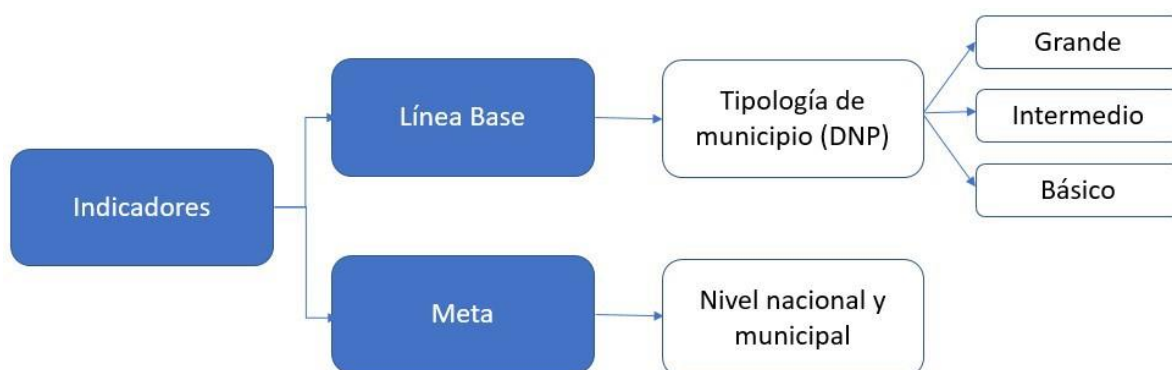 Indicadores
Línea Base
Tipología de
municipio (DNP)
Grande
Intermedio
Básico
Meta
Nivel nacional y
municipal